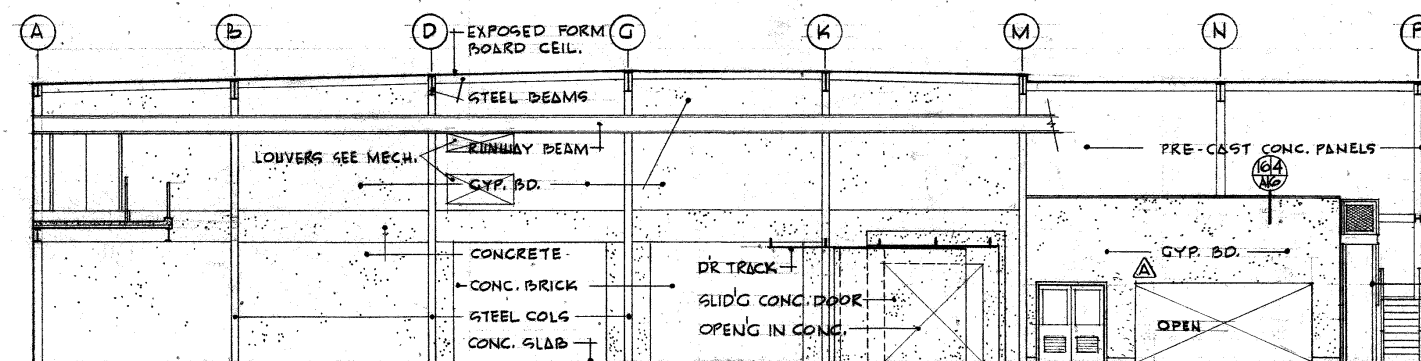 A B D G K M N P
EXPOSED FORM
BOARD CEIL.
STEEL BEAMS
RUNWAY BEAM
LOUVERS SEE MECH.
GYP. BD.
PRE-CAST CONC. PANELS
164
A16
CONCRETE
D'R TRACK
GYP. BD.
A
CONC. BRICK
SLID'G CONC. DOOR
STEEL COLS
OPEN'G IN CONC.
OPEN
CONC. SLAB